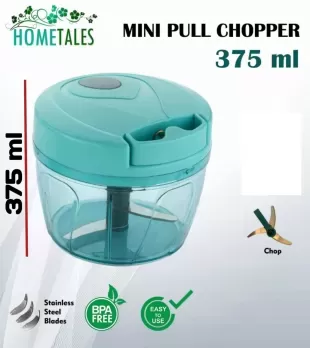 HOMETALES
MINI PULL CHOPPER
375 ml
375 ml
Chop
Stainless
Steel
Blades
BPA
FREE
EASY TO
USE